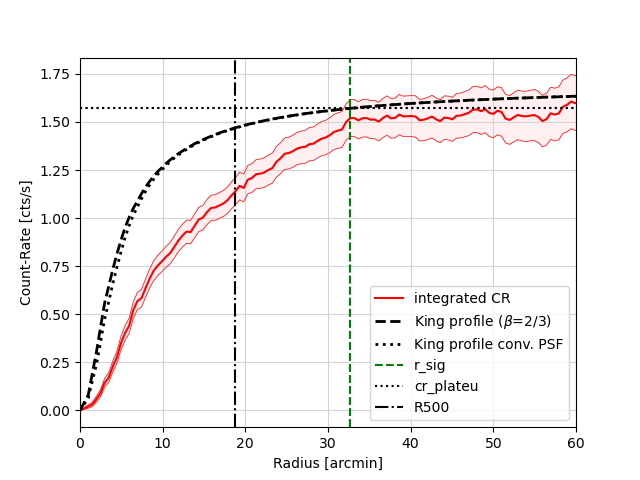 1.75
1.50
1.25
1.00
0.75
0.50
0.25
0.00
Count-Rate [cts/s]
integrated CR
King profile (β=2/3)
King profile conv. PSF
r_sig
cr_plateu
R500
0 10 20 30 40 50 60
Radius [arcmin]